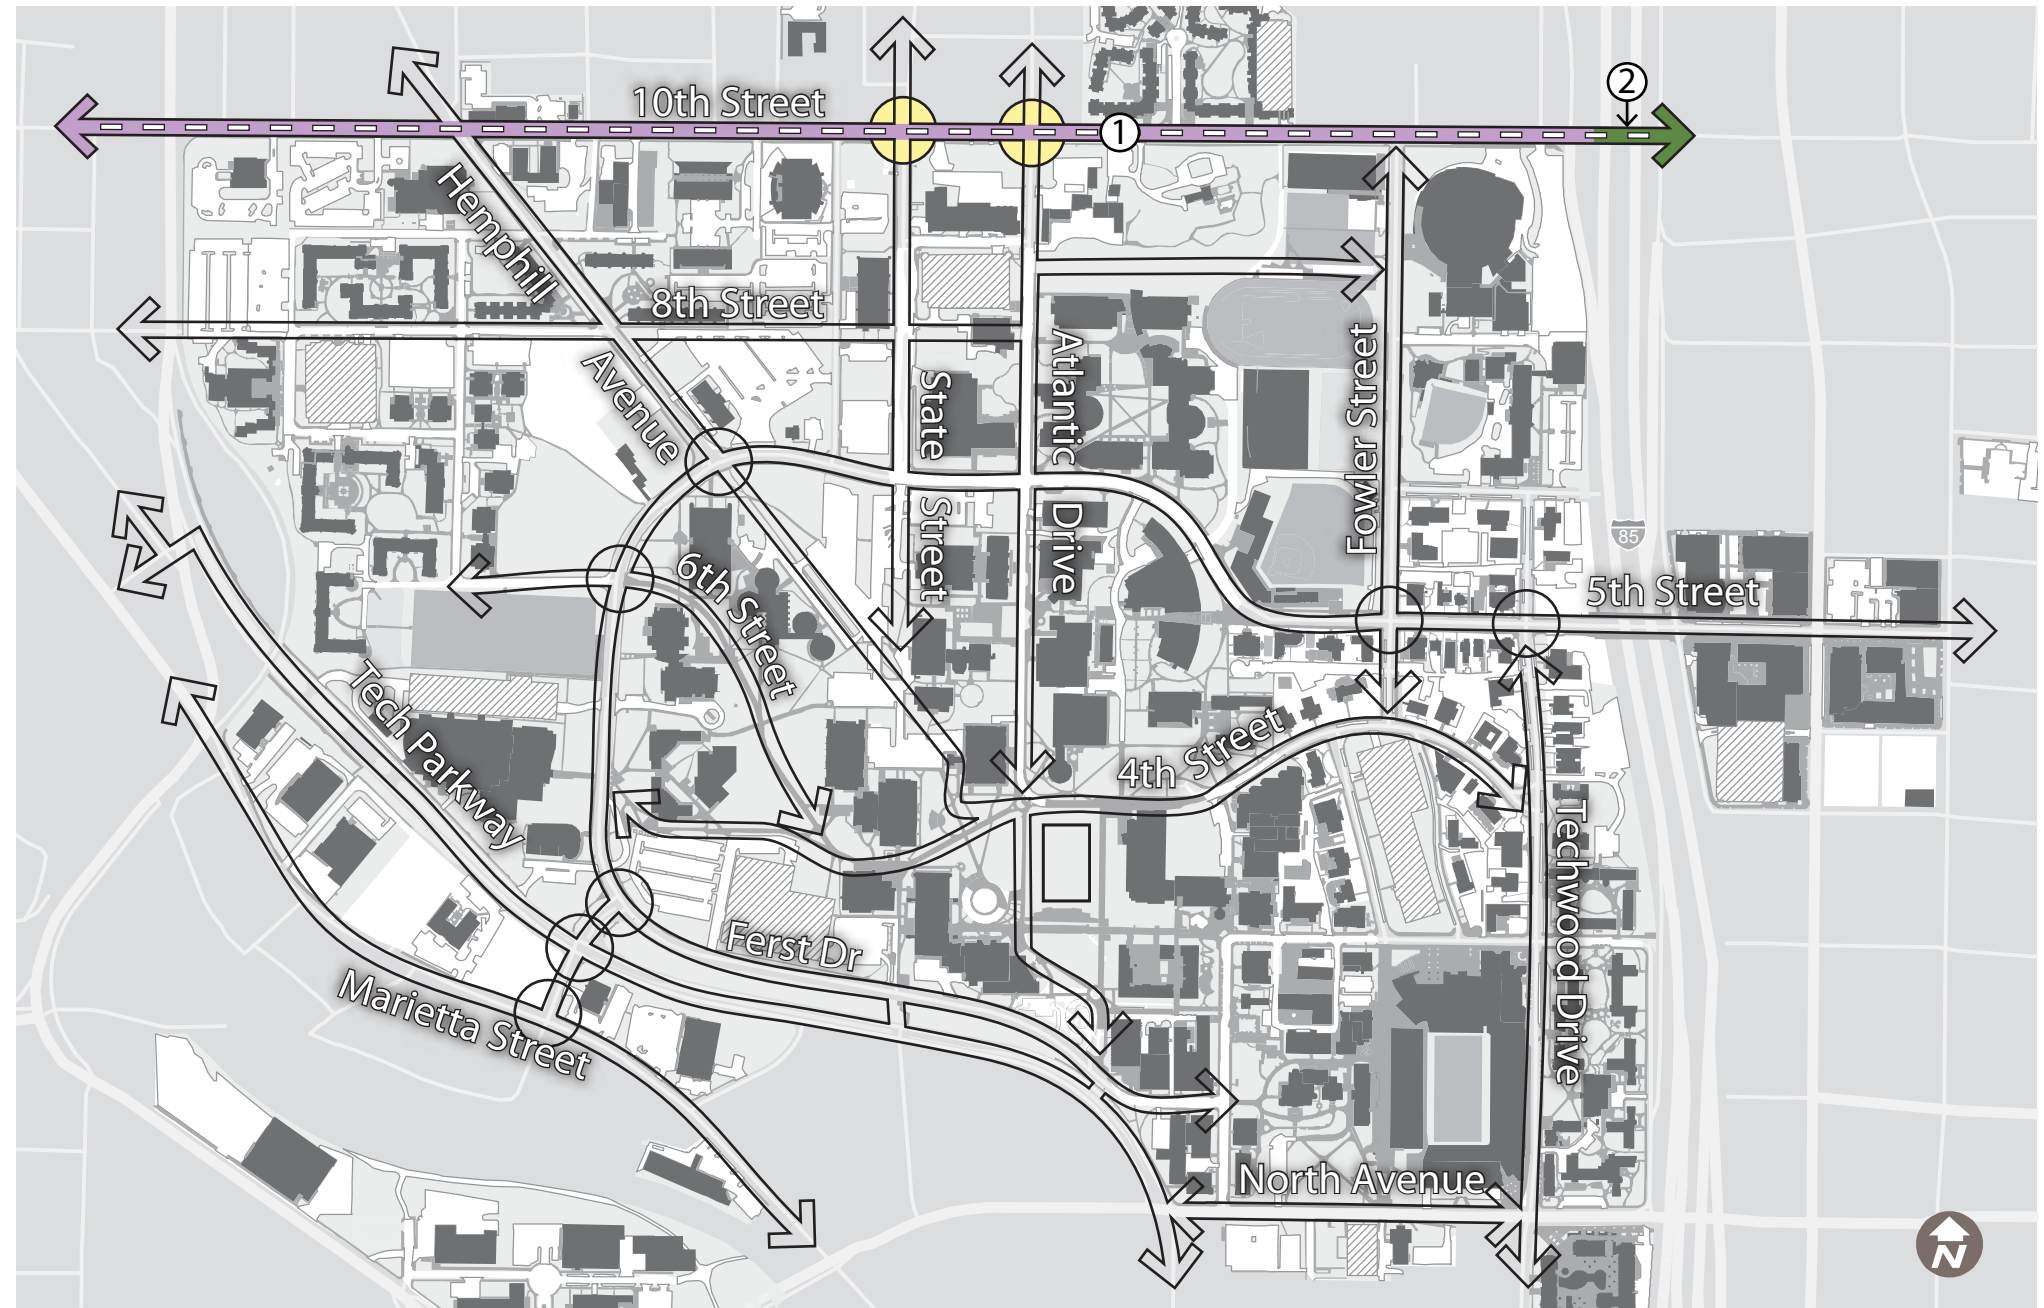 2
10th Street
1
Hemphill
Avenue
8th Street
State
Street
Atlantic
Drive
Fowler Street
85
5th Street
6th Street
Tech Parkway
4th Street
Techwood Drive
Ferst Dr
Marietta Street
North Avenue
N